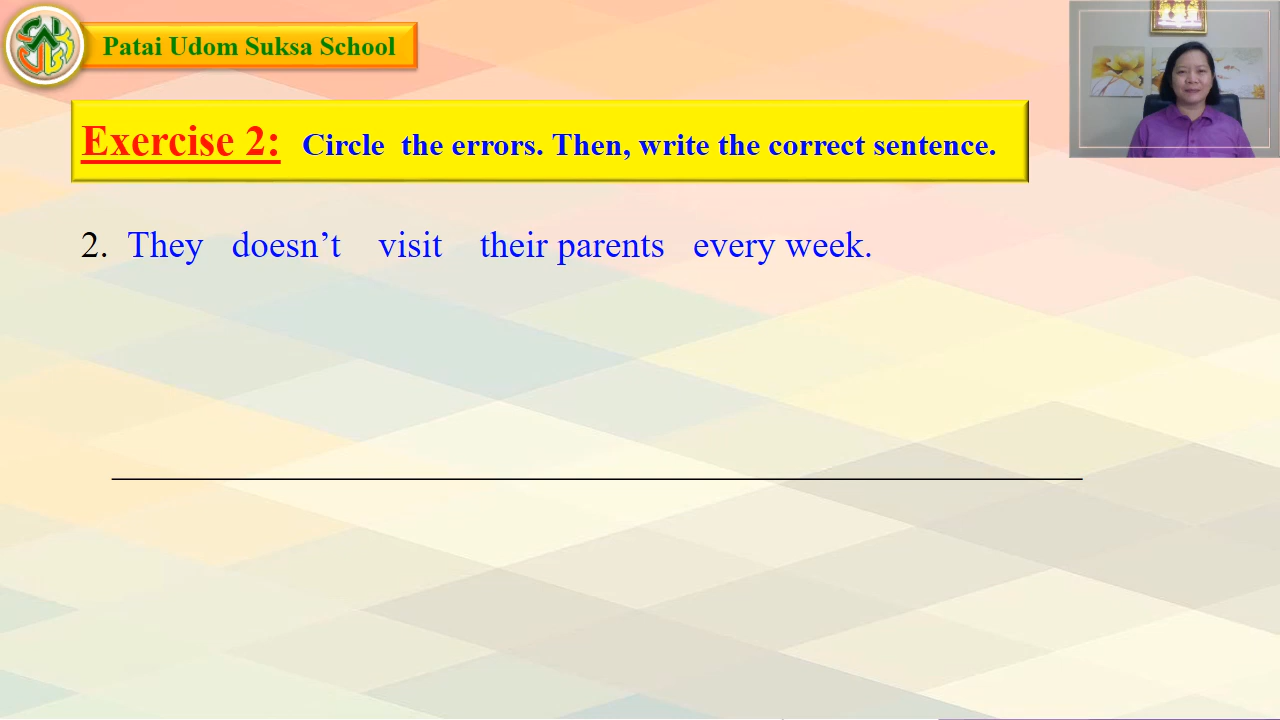 Patai Udom Suksa School
Exercise 2: Circle the errors. Then, write the correct sentence.
2. They doesn’t visit their parents every week.